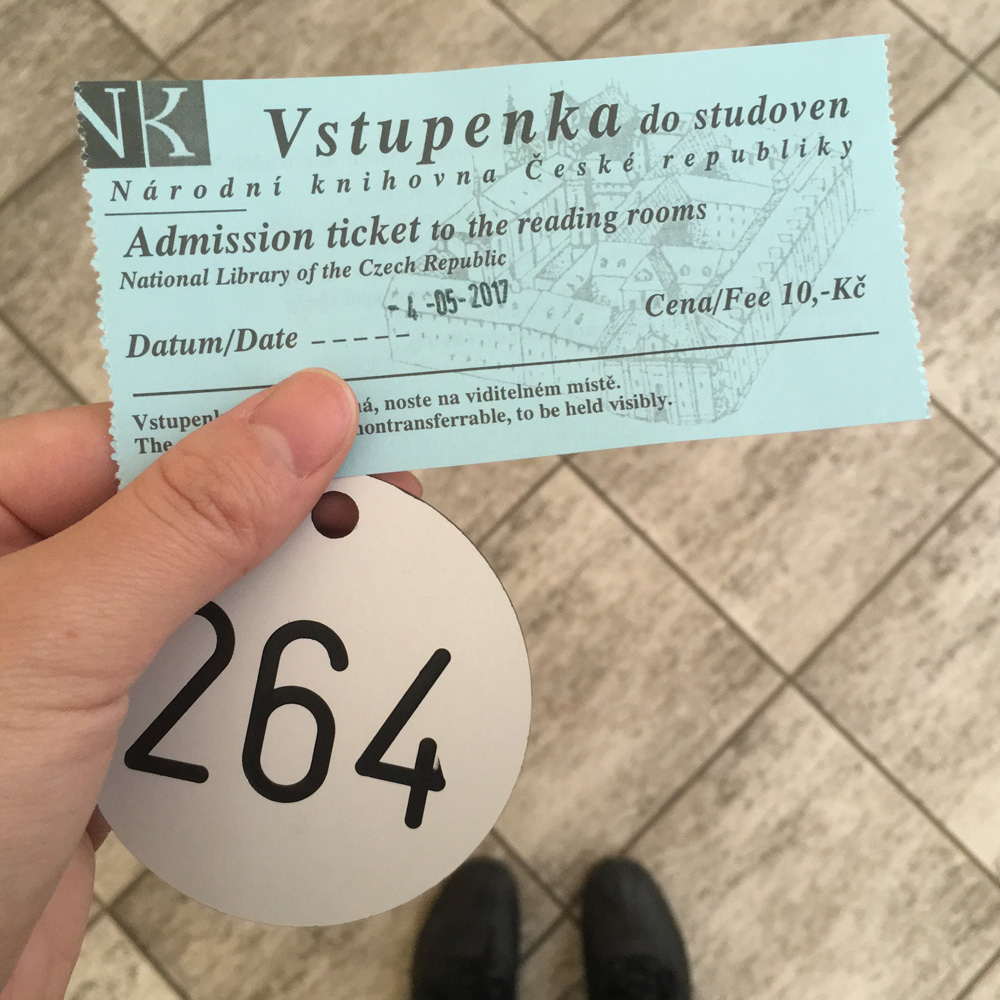 NK
Vstupenka do studoven
Národní knihovna České republiky
Admission ticket to the reading rooms
National Library of the Czech Republic
- 4 -05- 2017
Datum/Date – – – – – Cena/Fee 10,-Kč
noste na viditelném místě.
The nontransferrable, to be held visibly.
264